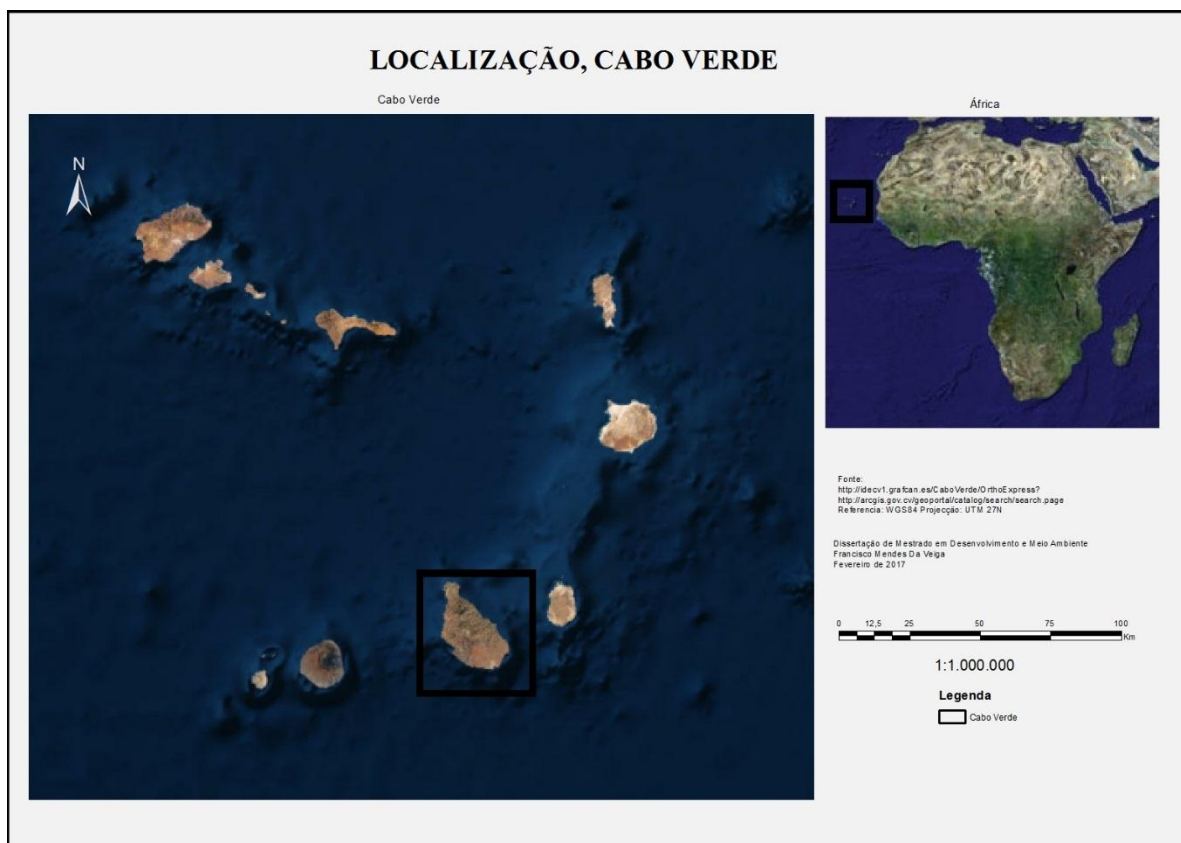 LOCALIZAÇÃO, CABO VERDE
Cabo Verde
África
N
Fonte:
http://idecv1.grafcan.es/CaboVerde/OrthoExpress?
http://arcgis.gov.cv/geoportal/catalog/search/search.page
Referencia: WGS84 Projecção: UTM 27N
Dissertação de Mestrado em Desenvolvimento e Meio Ambiente
Francisco Mendes Da Veiga
Fevereiro de 2017
0 12,5 25 50 75 100
Km
1:1.000.000
Legenda
Cabo Verde